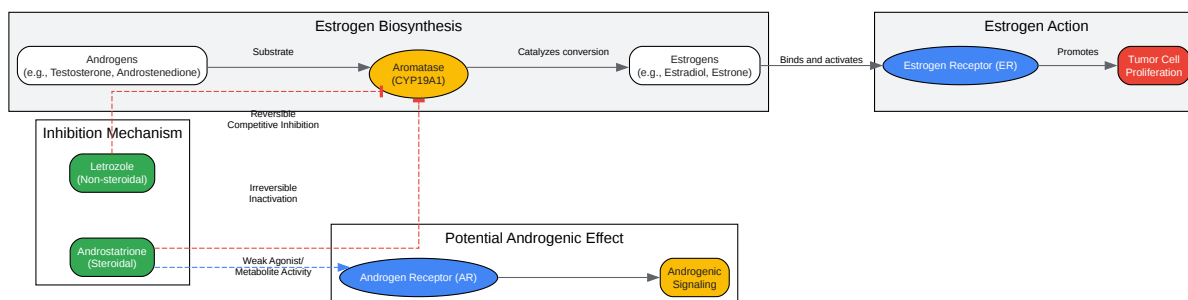 Estrogen Biosynthesis
Androgens
(e.g., Testosterone, Androstenedione)
Substrate
Aromatase
(CYP19A1)
Catalyzes conversion
Estrogens
(e.g., Estradiol, Estrone)
Binds and activates
Estrogen Action
Estrogen Receptor (ER)
Promotes
Tumor Cell
Proliferation
Inhibition Mechanism
Letrozole
(Non-steroidal)
Reversible
Competitive Inhibition
Androstatrione
(Steroidal)
Irreversible
Inactivation
Weak Agonist/
Metabolite Activity
Potential Androgenic Effect
Androgen Receptor (AR)
Androgenic
Signaling